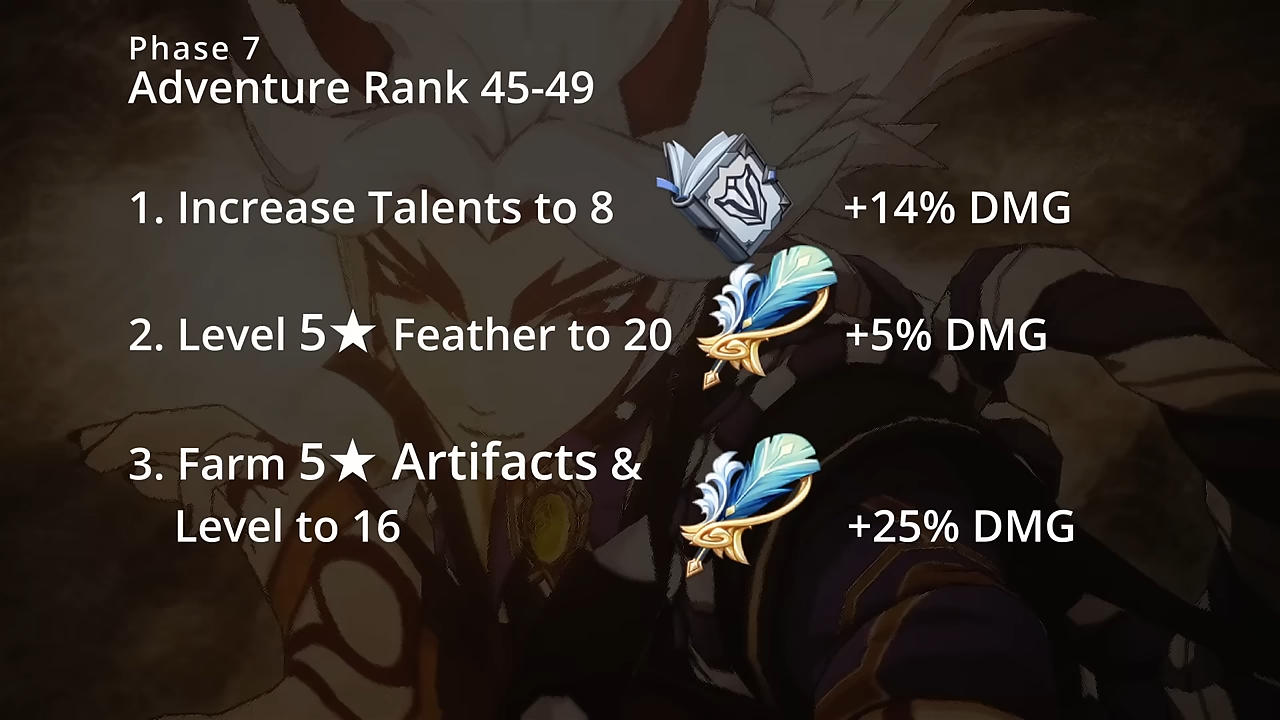 Phase 7
Adventure Rank 45-49
1. Increase Talents to 8 +14% DMG
2. Level 5★ Feather to 20 +5% DMG
3. Farm 5★ Artifacts &
Level to 16 +25% DMG